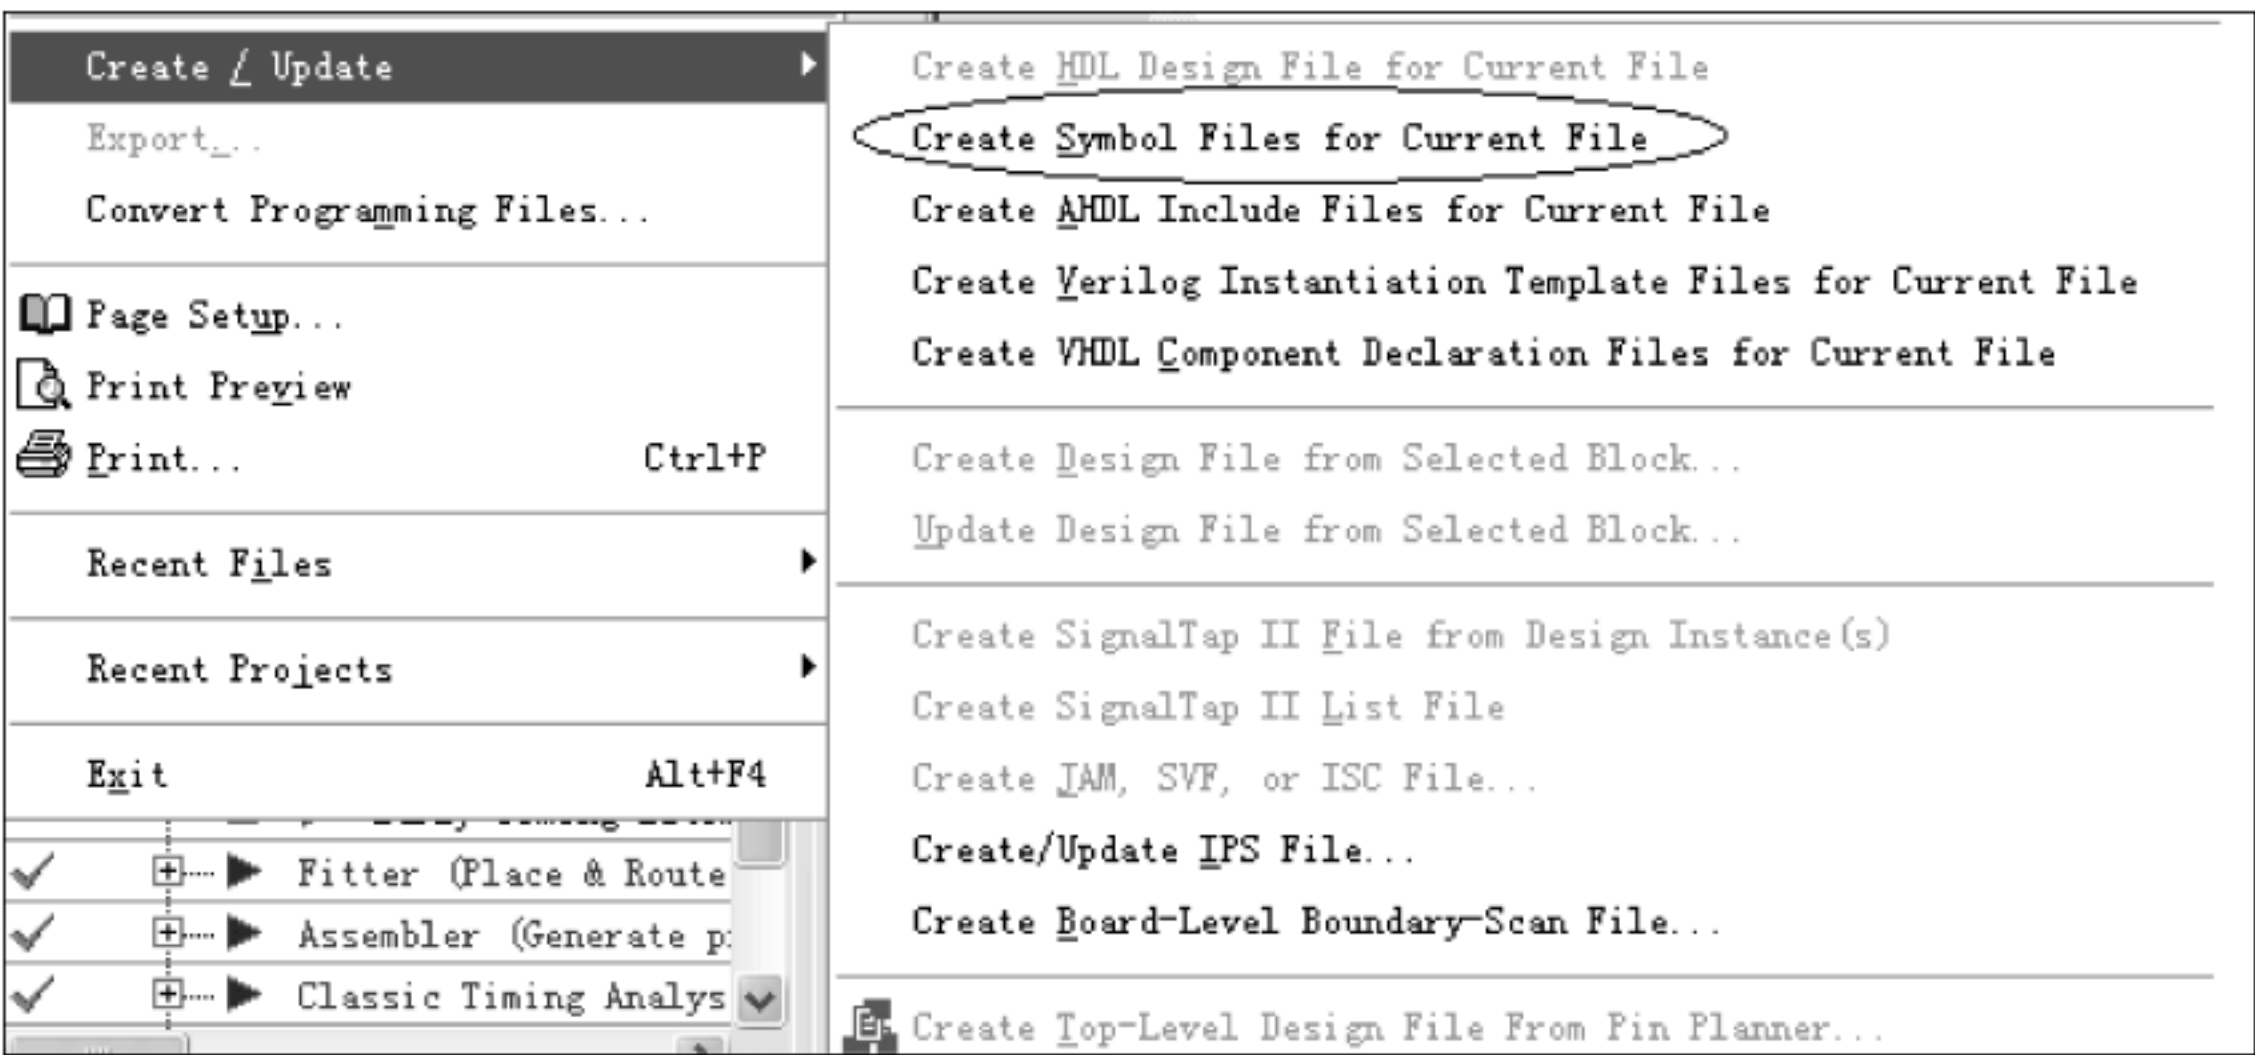 Create / Update
Export...
Convert Programming Files...
Page Setup...
Print Preview
Print... Ctrl+P
Recent Files
Recent Projects
Exit Alt+F4
Fitter (Place & Route
Assembler (Generate
Classic Timing Analys
Create HDL Design File for Current File
Create Symbol Files for Current File
Create AHDL Include Files for Current File
Create Verilog Instantiation Template Files for Current File
Create VHDL Component Declaration Files for Current File
Create Design File from Selected Block...
Update Design File from Selected Block...
Create SignalTap II File from Design Instance(s)
Create SignalTap II List File
Create JAM, SVF, or ISC File...
Create/Update IPS File...
Create Board-Level Boundary-Scan File...
Create Top-Level Design File From Pin Planner...